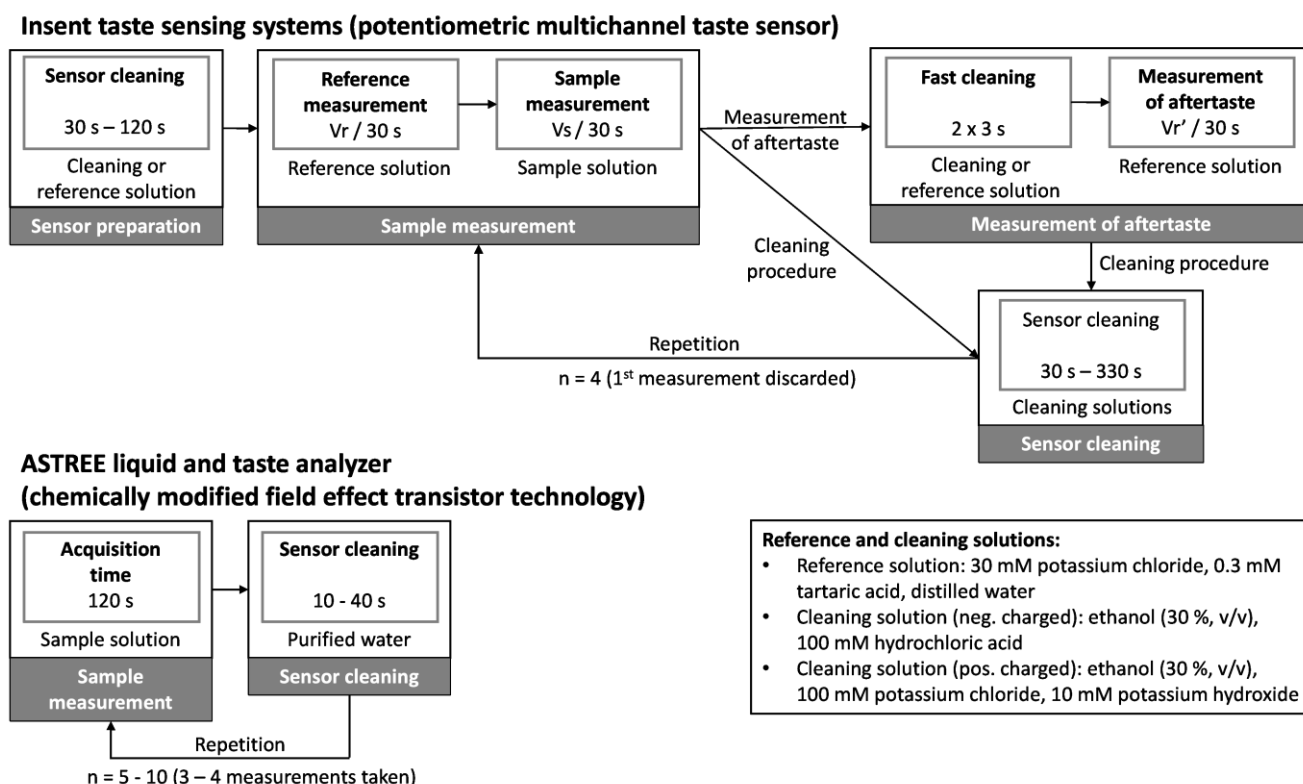 Insent taste sensing systems (potentiometric multichannel taste sensor)
Sensor cleaning
30 s – 120 s
Cleaning or
reference solution
Sensor preparation
Reference
measurement
Vr / 30 s
Reference solution
Sample
measurement
Vs / 30 s
Sample solution
Sample measurement
Measurement
of aftertaste
Fast cleaning
2 x 3 s
Cleaning or
reference solution
Measurement
of aftertaste
Vr’ / 30 s
Reference solution
Measurement of aftertaste
Cleaning
procedure
Cleaning procedure
Sensor cleaning
30 s – 330 s
Cleaning solutions
Sensor cleaning
Repetition
n = 4 (1st measurement discarded)
ASTREE liquid and taste analyzer
(chemically modified field effect transistor technology)
Acquisition
time
120 s
Sample solution
Sample
measurement
Sensor cleaning
10 - 40 s
Purified water
Sensor cleaning
Repetition
n = 5 - 10 (3 – 4 measurements taken)
Reference and cleaning solutions:
• Reference solution: 30 mM potassium chloride, 0.3 mM
tartaric acid, distilled water
• Cleaning solution (neg. charged): ethanol (30 %, v/v),
100 mM hydrochloric acid
• Cleaning solution (pos. charged): ethanol (30 %, v/v),
100 mM potassium chloride, 10 mM potassium hydroxide